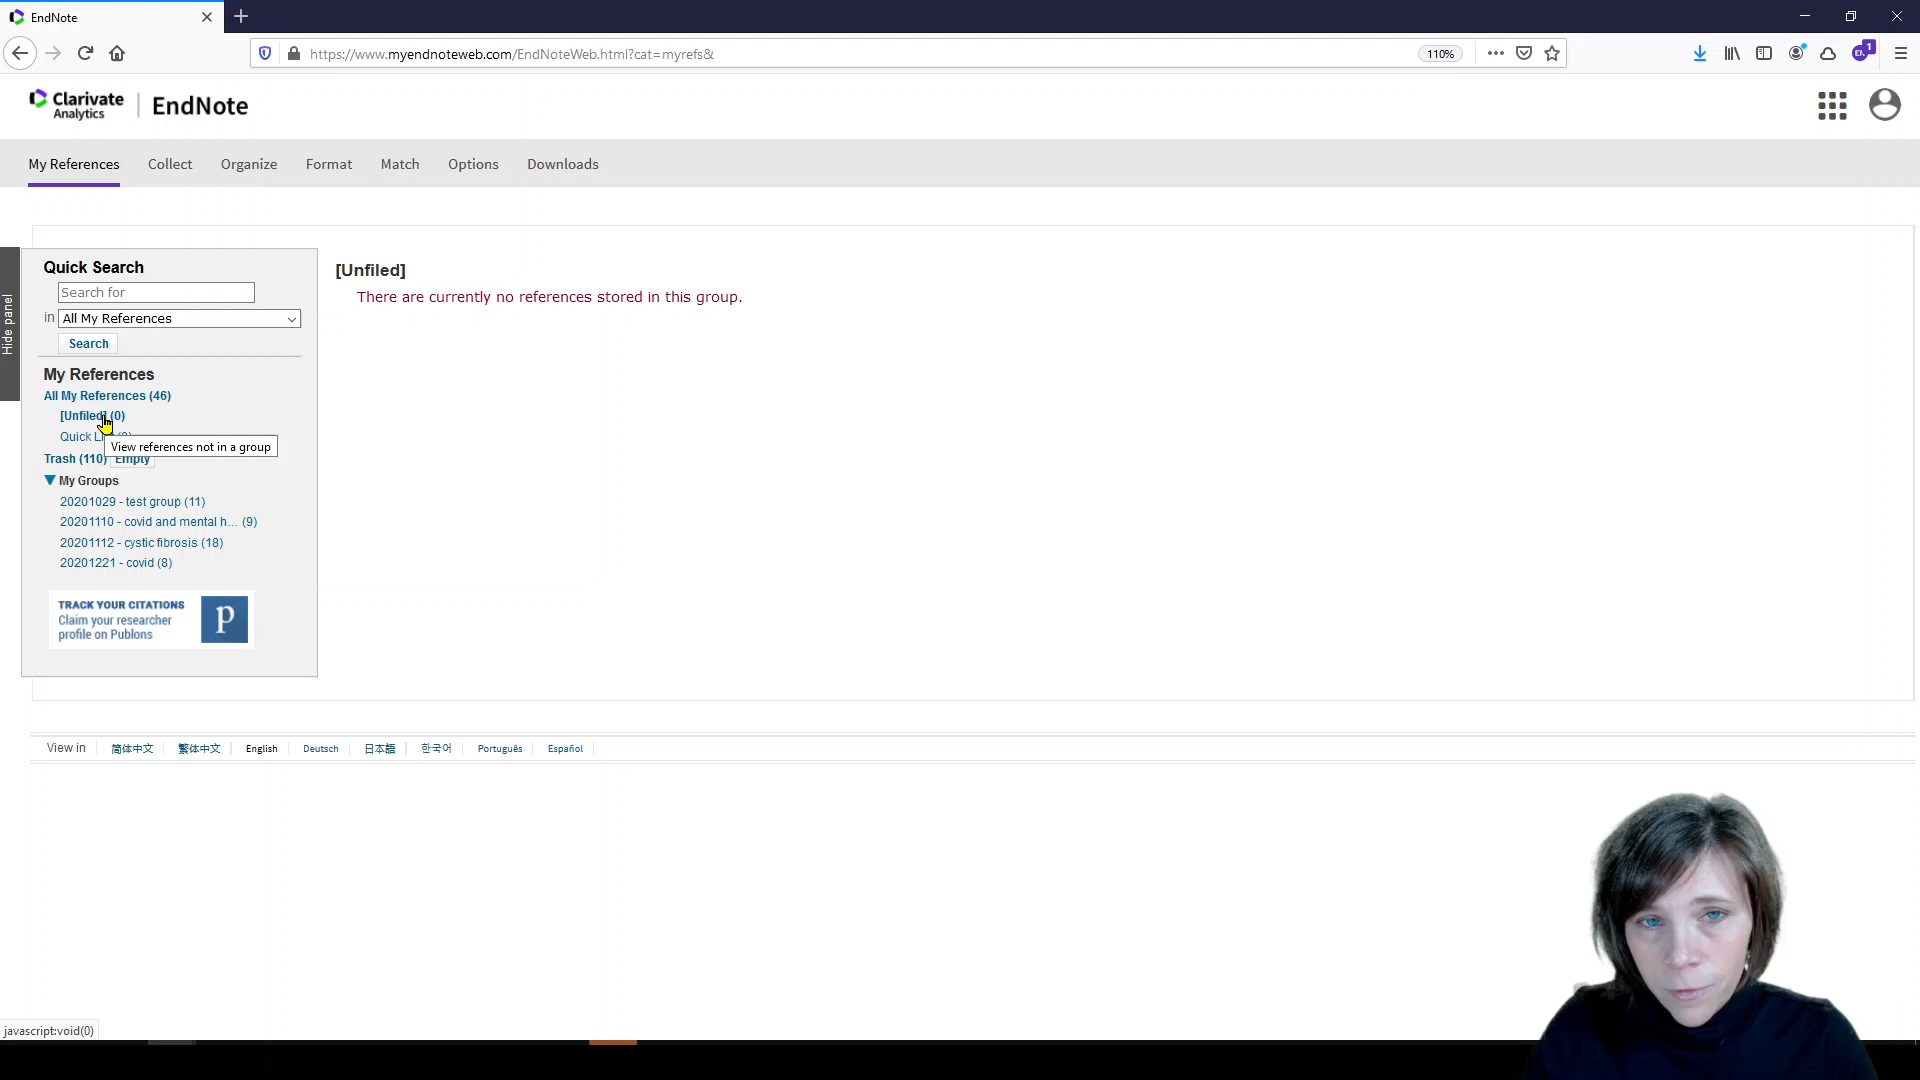 EndNote
https://www.myendnoteweb.com/EndNoteWeb.html?cat=myrefs&
110%
1
Clarivate
Analytics
EndNote
My References
Collect
Organize
Format
Match
Options
Downloads
Hide panel
Quick Search
Search for
in All My References
Search
My References
All My References (46)
[Unfiled] (0)
Quick
View references not in a group
Trash (110) Empty
My Groups
20201029 - test group (11)
20201110 - covid and mental h... (9)
20201112 - cystic fibrosis (18)
20201221 - covid (8)
TRACK YOUR CITATIONS
Claim your researcher
profile on Publons
p
[Unfiled]
There are currently no references stored in this group.
View in 简体中文 繁体中文 English Deutsch 日本語 한국어 Português Español
javascript:void(0)